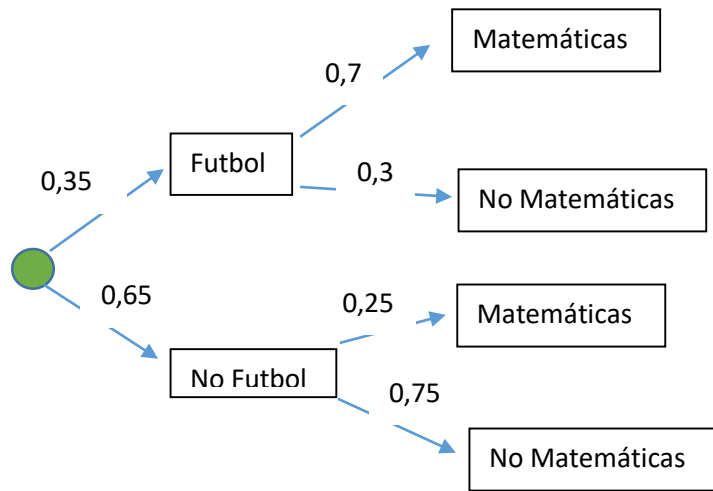 Matemáticas
0,7
Futbol
0,35
0,3
No Matemáticas
0,65
0,25
Matemáticas
No Futbol
0,75
No Matemáticas